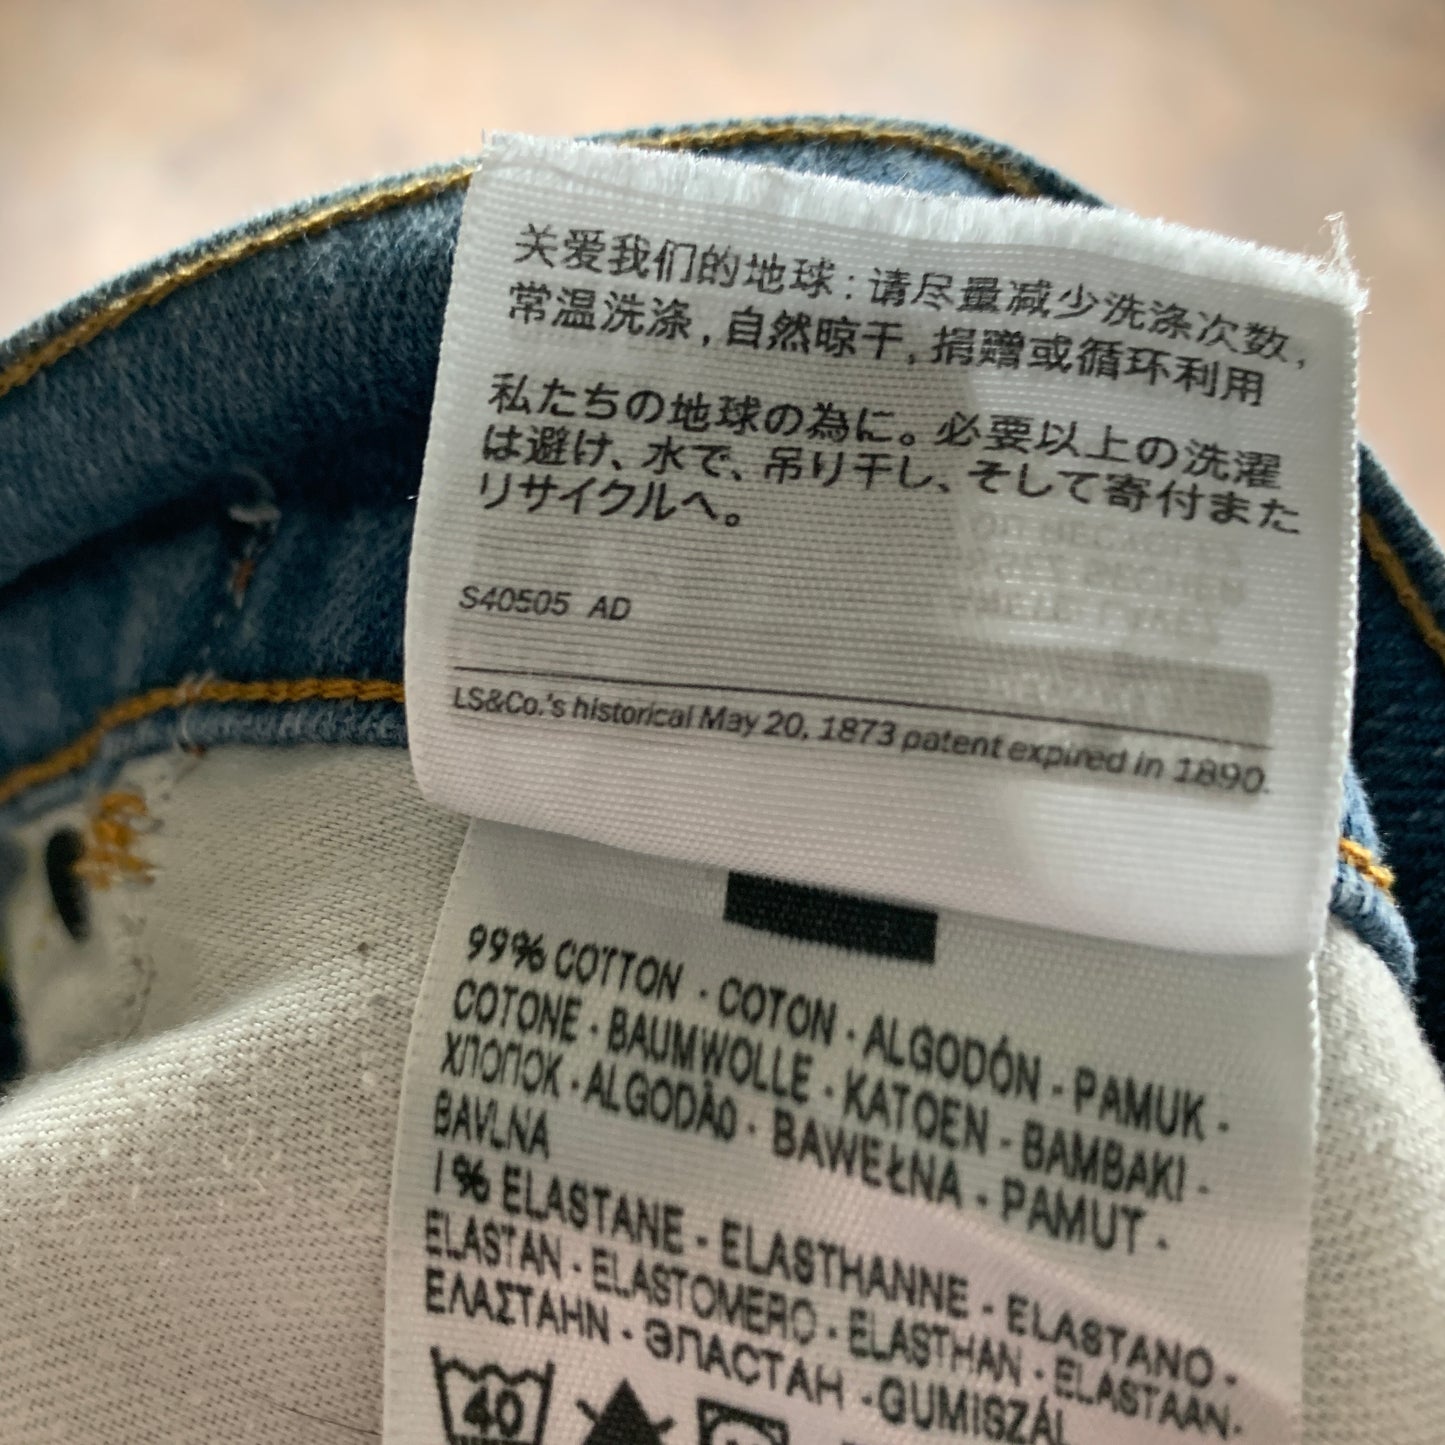 关爱我们的地球：请尽量减少洗涤次数，
常温洗涤，自然晾干，捐赠或循环利用
私たちの地球の為に。必要以上の洗濯
は避け、水で、吊り干し、そして寄付また
リサイクルへ。
S40505 AD
LS&Co.'s historical May 20, 1873 patent expired in 1890.
99% COTTON · COTON · ALGODÓN · PAMUK ·
COTONE · BAUMWOLLE · KATOEN · BAMBAKI ·
ХЛОПОК · ALGODÃO · BAWEŁNA · PAMUT ·
BAVLNA
1% ELASTANE · ELASTHANNE · ELASTANO ·
ELASTAN · ELASTOMERO · ELASTHAN · ELASTAAN ·
ΕΛΑΣΤΑΗΝ · ЭЛАСТАН · GUMISZÁL
40